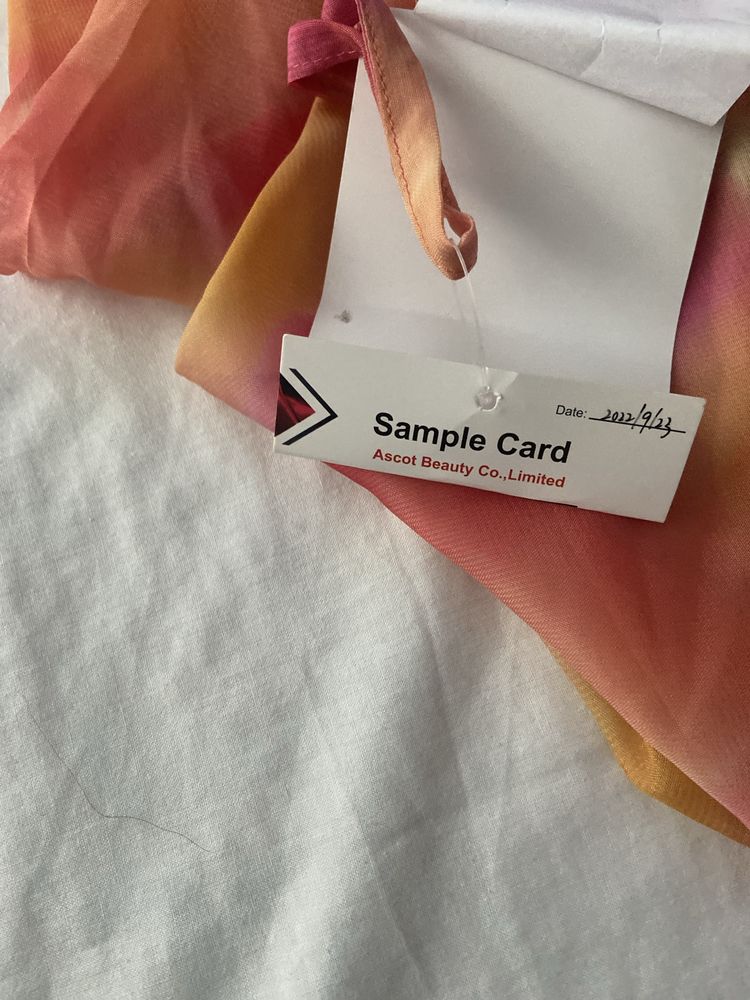 Date: 2022/9/23
Sample Card
Ascot Beauty Co.,Limited